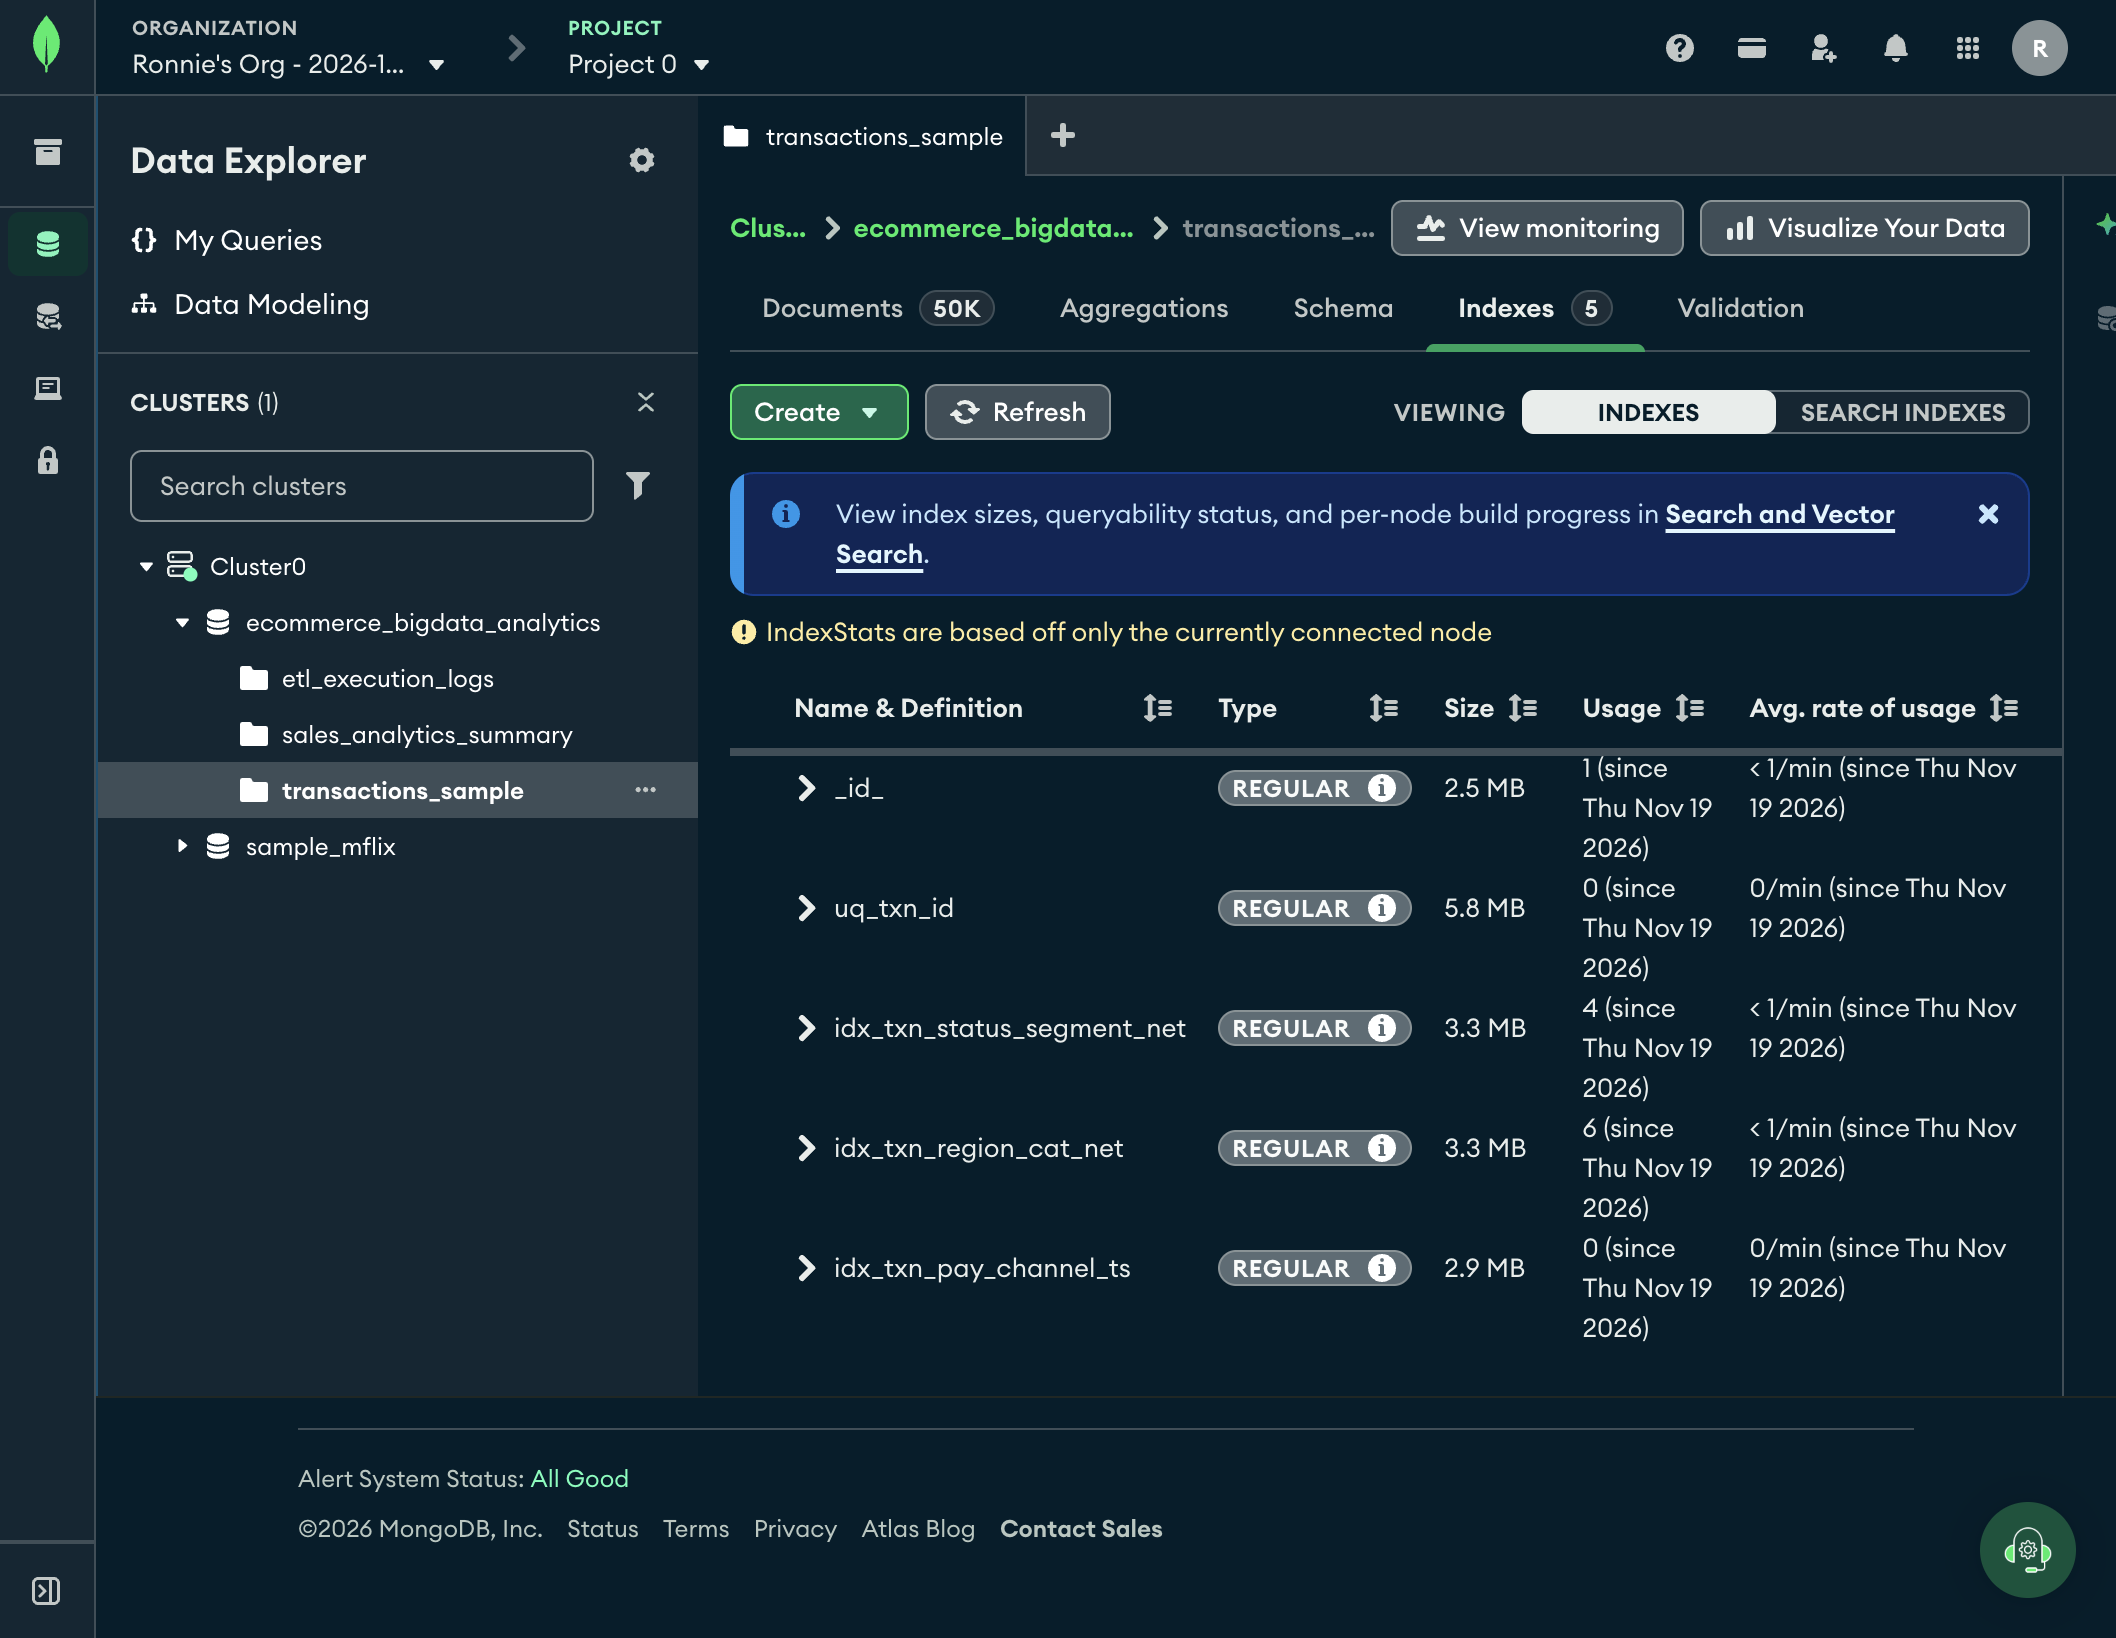 ORGANIZATION
Ronnie's Org - 2026-1...
PROJECT
Project 0
R
Data Explorer
My Queries
Data Modeling
CLUSTERS (1)
Search clusters
Cluster0
ecommerce_bigdata_analytics
etl_execution_logs
sales_analytics_summary
transactions_sample
sample_mflix
transactions_sample
Clus...
ecommerce_bigdata...
transactions_...
View monitoring
Visualize Your Data
Documents 50K
Aggregations
Schema
Indexes 5
Validation
Create
Refresh
VIEWING
INDEXES
SEARCH INDEXES
View index sizes, queryability status, and per-node build progress in Search and Vector
Search.
IndexStats are based off only the currently connected node
Name & Definition
Type
Size
Usage
Avg. rate of usage
_id_
REGULAR
2.5 MB
1 (since
Thu Nov 19
2026)
< 1/min (since Thu Nov
19 2026)
uq_txn_id
REGULAR
5.8 MB
0 (since
Thu Nov 19
2026)
0/min (since Thu Nov
19 2026)
idx_txn_status_segment_net
REGULAR
3.3 MB
4 (since
Thu Nov 19
2026)
< 1/min (since Thu Nov
19 2026)
idx_txn_region_cat_net
REGULAR
3.3 MB
6 (since
Thu Nov 19
2026)
< 1/min (since Thu Nov
19 2026)
idx_txn_pay_channel_ts
REGULAR
2.9 MB
0 (since
Thu Nov 19
2026)
0/min (since Thu Nov
19 2026)
Alert System Status: All Good
©2026 MongoDB, Inc.
Status
Terms
Privacy
Atlas Blog
Contact Sales